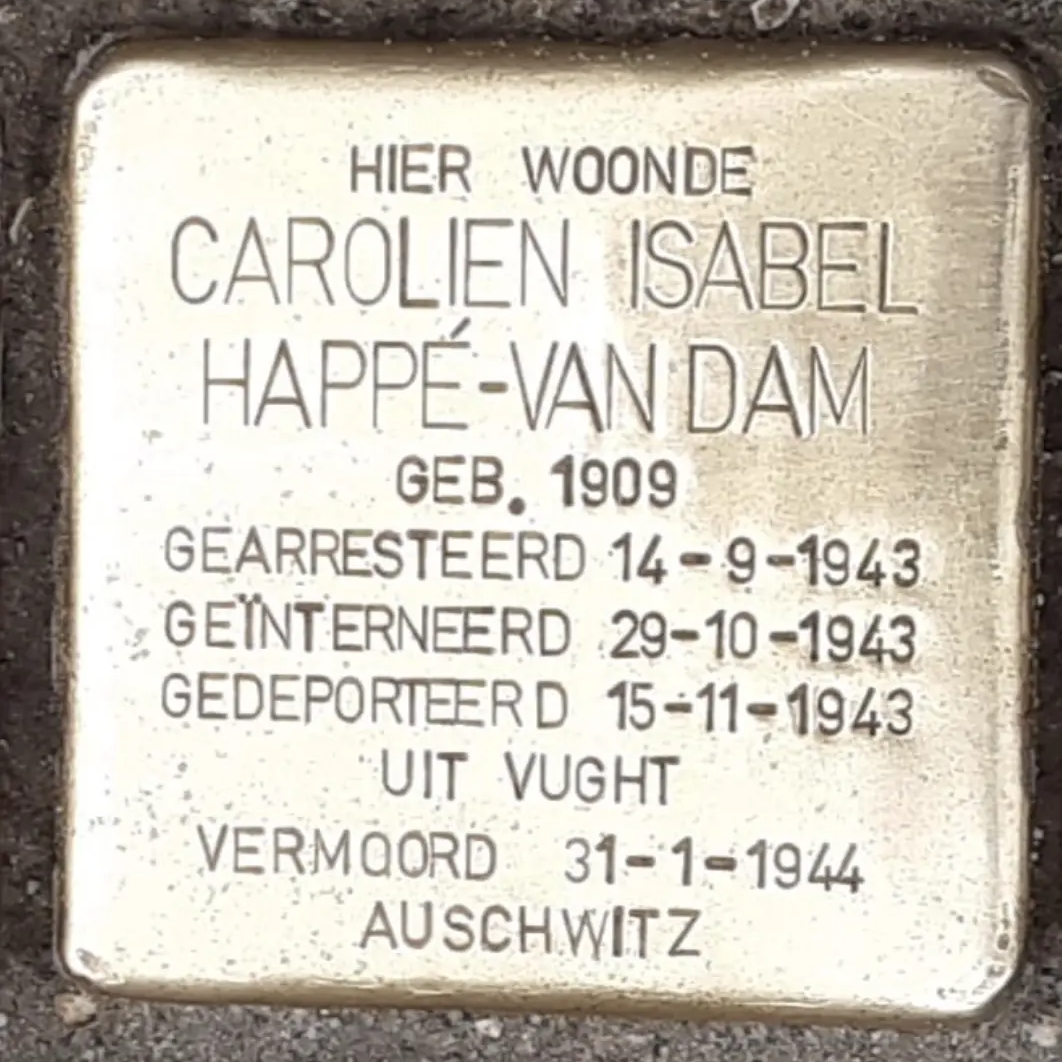 HIER WOONDE
CAROLIEN ISABEL
HAPPÉ-VAN DAM
GEB. 1909
GEARRESTEERD 14-9-1943
GEÏNTERNEERD 29-10-1943
GEDEPORTEERD 15-11-1943
UIT VUGHT
VERMOORD 31-1-1944
AUSCHWITZ